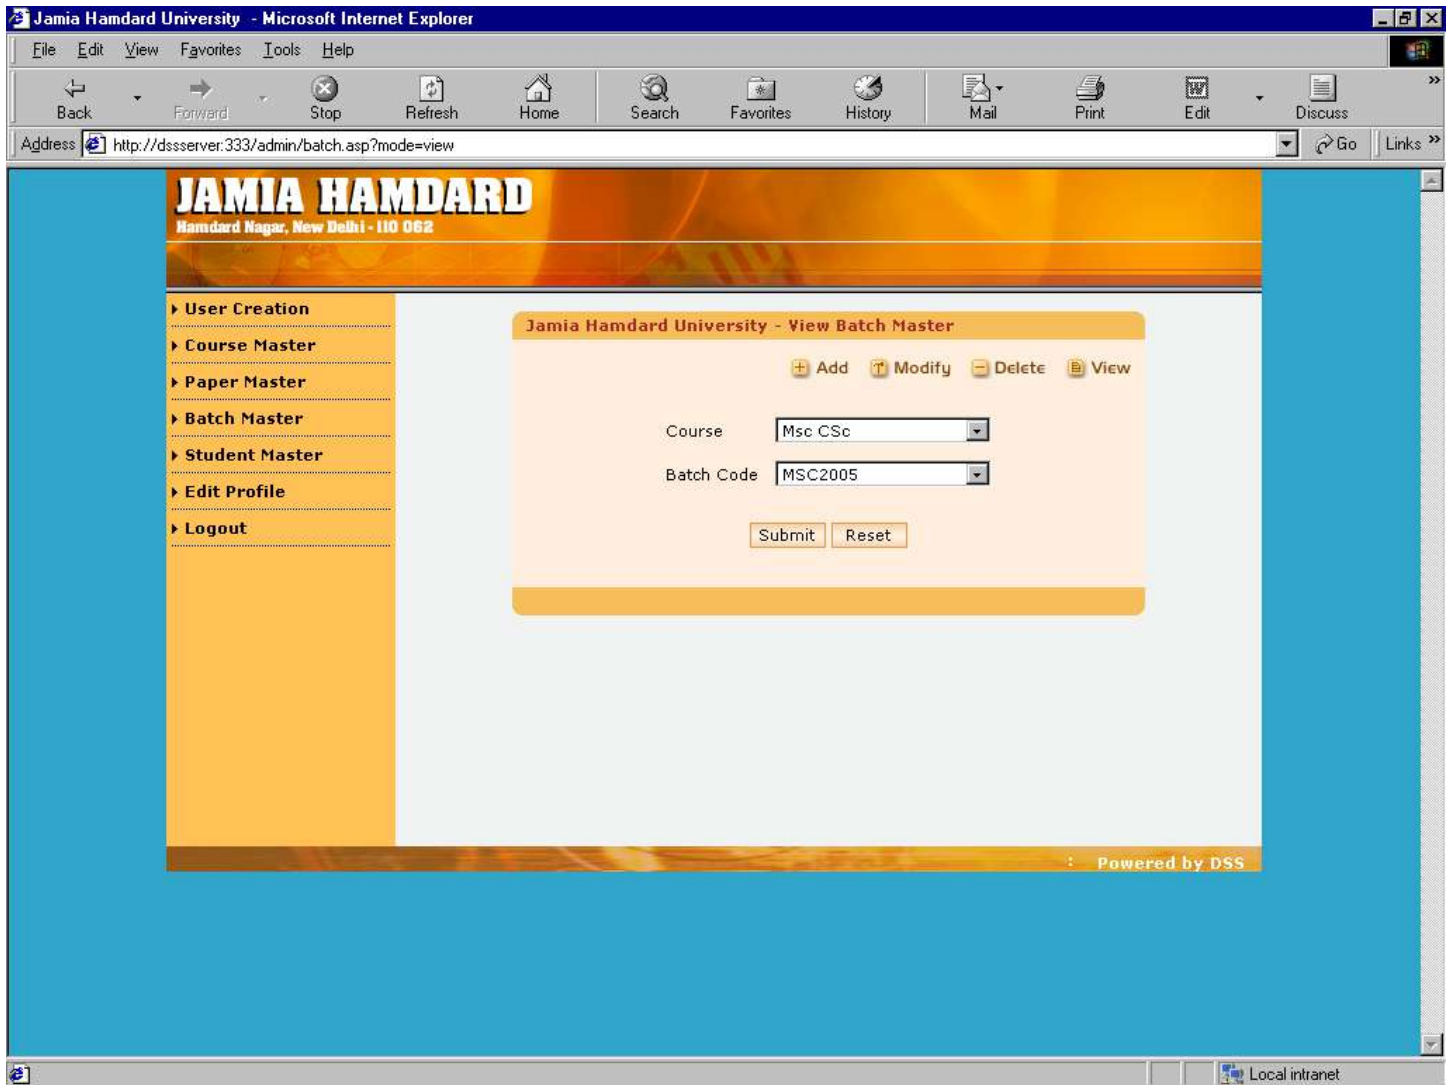 Jamia Hamdard University - Microsoft Internet Explorer
File Edit View Favorites Tools Help
Back Forward Stop Refresh Home Search Favorites History Mail Print Edit Discuss »
Address http://dssserver:333/admin/batch.asp?mode=view Go Links »
JAMIA HAMDARD
Hamdard Nagar, New Delhi - 110 062
User Creation
Course Master
Paper Master
Batch Master
Student Master
Edit Profile
Logout
Jamia Hamdard University - View Batch Master
Add Modify Delete View
Course Msc CSc
Batch Code MSC2005
Submit Reset
: Powered by DSS
Local intranet